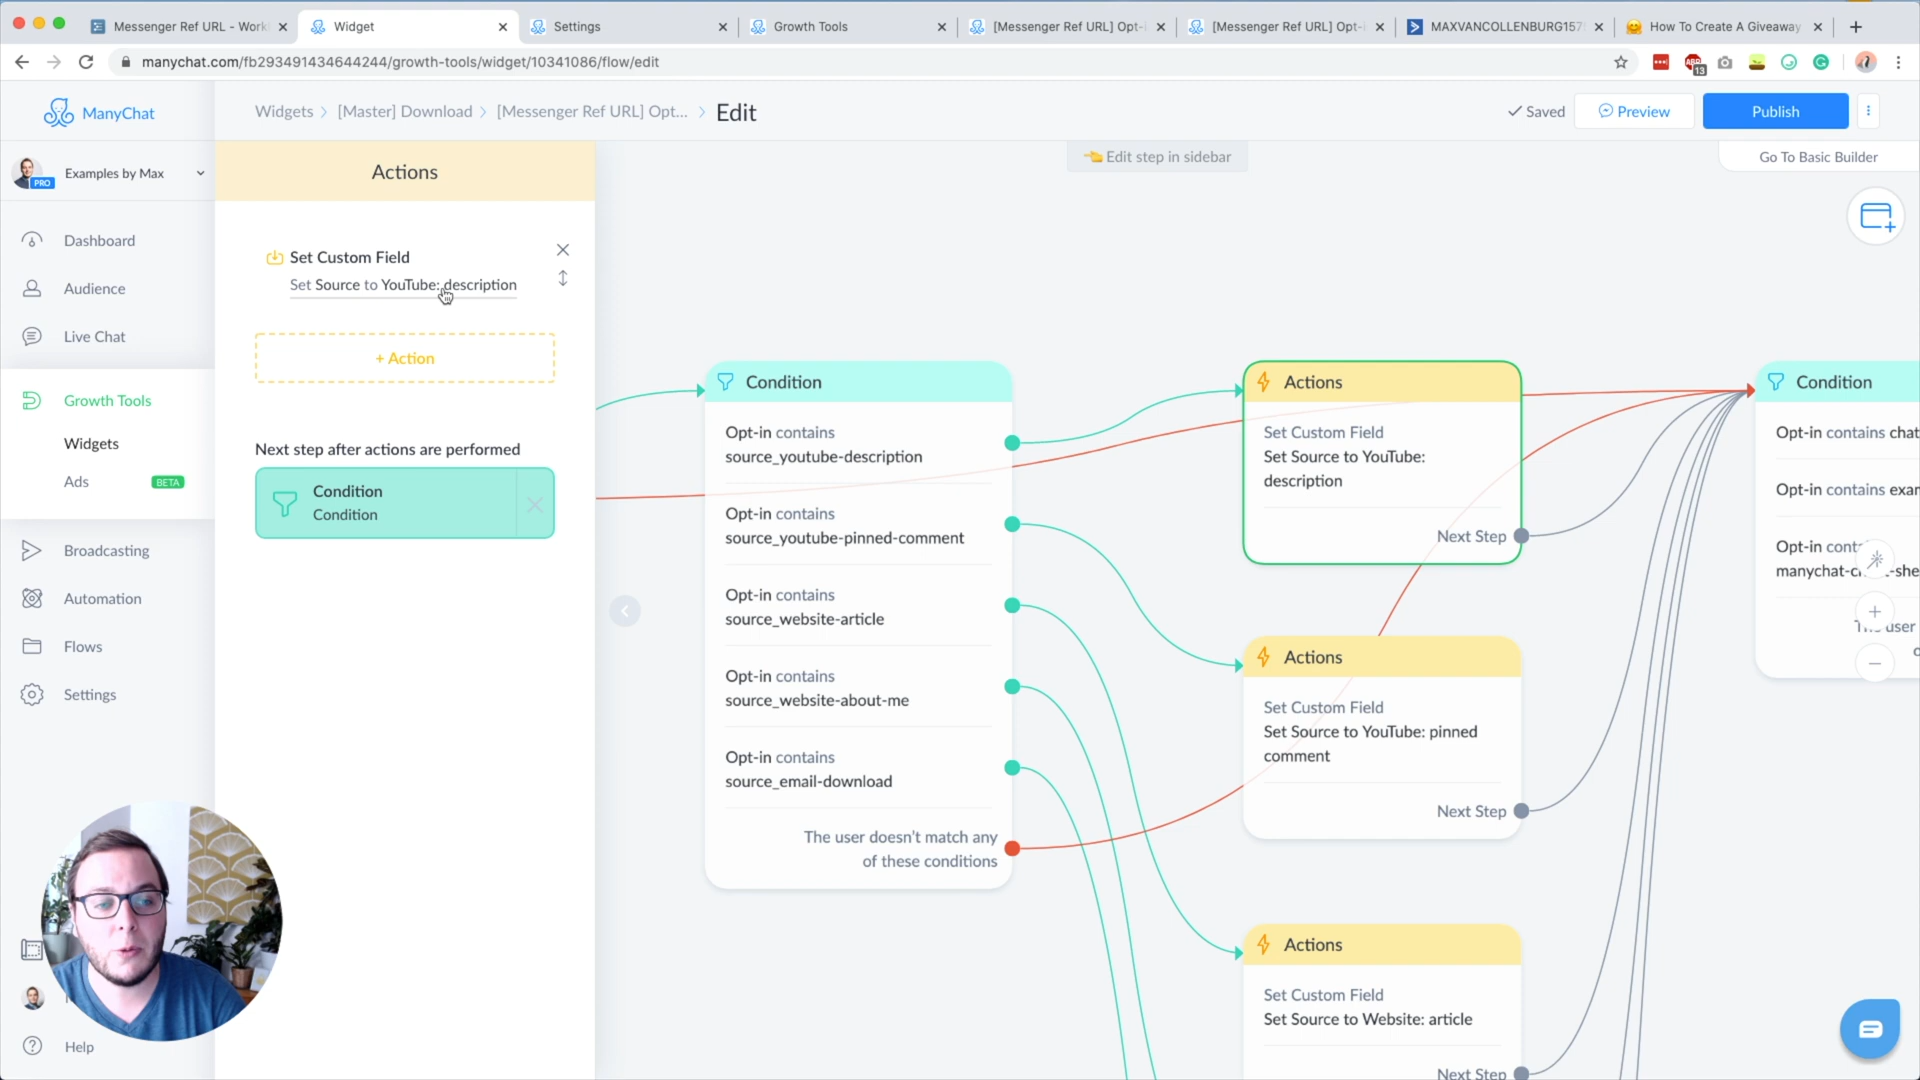 Messenger Ref URL - Work
Widget
Settings
Growth Tools
[Messenger Ref URL] Opt-
[Messenger Ref URL] Opt-
MAXVANCOLLENBURG157
How To Create A Giveaway
manychat.com/fb293491434644244/growth-tools/widget/10341086/flow/edit
13
ManyChat
Widgets
[Master] Download
[Messenger Ref URL] Opt...
Edit
Saved
Preview
Publish
PRO
Examples by Max
Actions
Edit step in sidebar
Go To Basic Builder
Dashboard
Audience
Live Chat
Growth Tools
Widgets
Ads
BETA
Broadcasting
Automation
Flows
Settings
Help
Set Custom Field
Set Source to YouTube: description
+ Action
Next step after actions are performed
Condition
Condition
Condition
Opt-in contains
source_youtube-description
Opt-in contains
source_youtube-pinned-comment
Opt-in contains
source_website-article
Opt-in contains
source_website-about-me
Opt-in contains
source_email-download
The user doesn't match any
of these conditions
Actions
Set Custom Field
Set Source to YouTube:
description
Next Step
Actions
Set Custom Field
Set Source to YouTube: pinned
comment
Next Step
Actions
Set Custom Field
Set Source to Website: article
Next Step
Condition
Opt-in contains chat
Opt-in contains exam
Opt-in
user